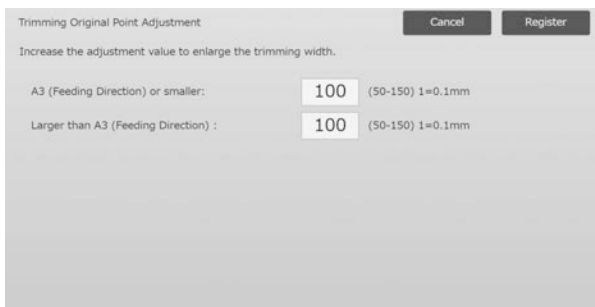 Trimming Original Point Adjustment Cancel Register
Increase the adjustment value to enlarge the trimming width.
A3 (Feeding Direction) or smaller: 100 (50-150) 1=0.1mm
Larger than A3 (Feeding Direction) : 100 (50-150) 1=0.1mm